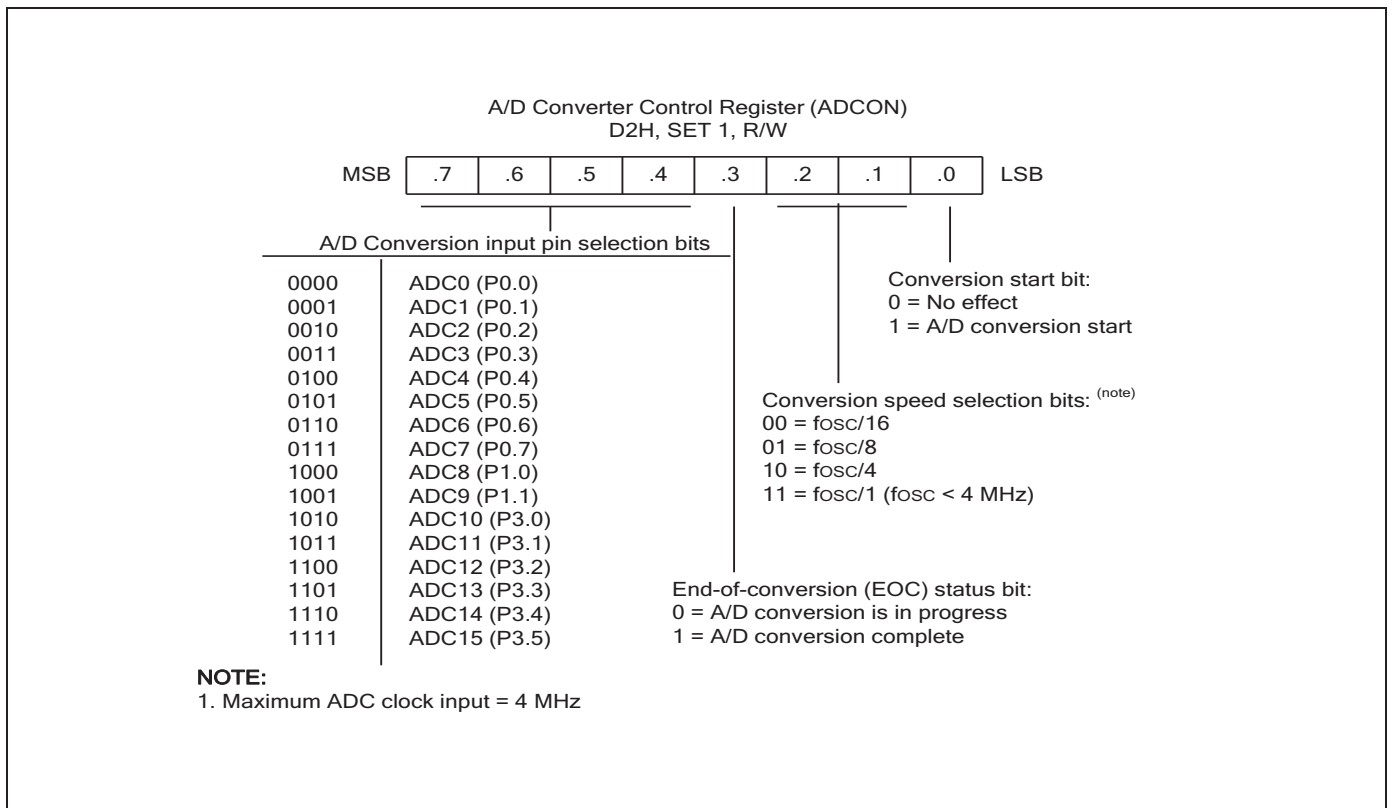 A/D Converter Control Register (ADCON)
D2H, SET 1, R/W
MSB .7 .6 .5 .4 .3 .2 .1 .0 LSB
A/D Conversion input pin selection bits
0000 ADC0 (P0.0)
0001 ADC1 (P0.1)
0010 ADC2 (P0.2)
0011 ADC3 (P0.3)
0100 ADC4 (P0.4)
0101 ADC5 (P0.5)
0110 ADC6 (P0.6)
0111 ADC7 (P0.7)
1000 ADC8 (P1.0)
1001 ADC9 (P1.1)
1010 ADC10 (P3.0)
1011 ADC11 (P3.1)
1100 ADC12 (P3.2)
1101 ADC13 (P3.3)
1110 ADC14 (P3.4)
1111 ADC15 (P3.5)
Conversion start bit:
0 = No effect
1 = A/D conversion start
Conversion speed selection bits: (note)
00 = fosc/16
01 = fosc/8
10 = fosc/4
11 = fosc/1 (fosc < 4 MHz)
End-of-conversion (EOC) status bit:
0 = A/D conversion is in progress
1 = A/D conversion complete
NOTE:
1. Maximum ADC clock input = 4 MHz